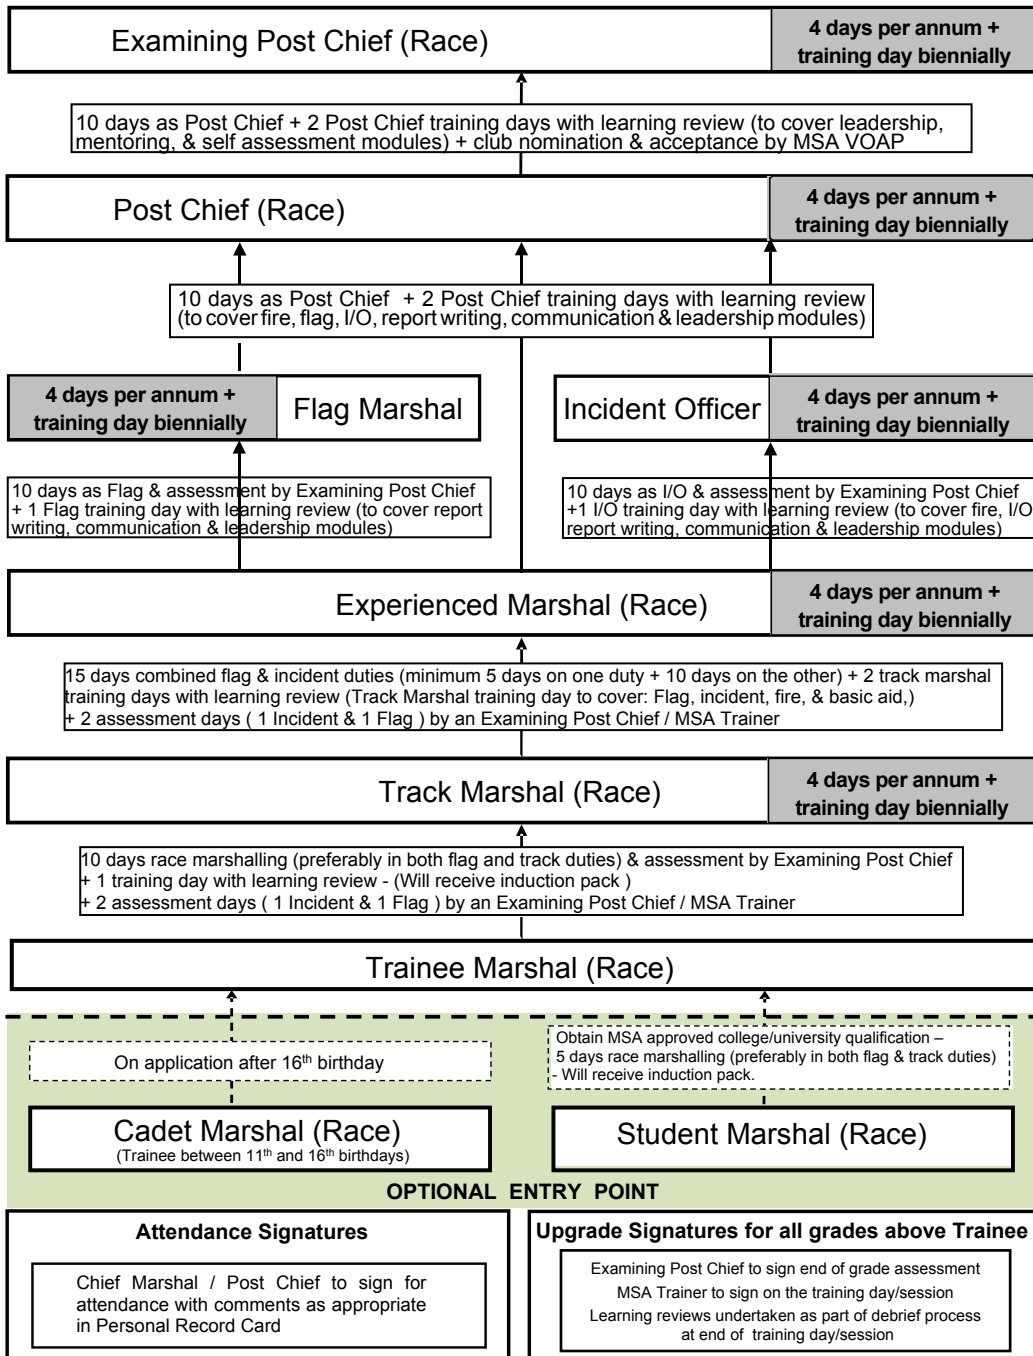 Examining Post Chief (Race)
4 days per annum +
training day biennially
10 days as Post Chief + 2 Post Chief training days with learning review (to cover leadership,
mentoring, & self assessment modules) + club nomination & acceptance by MSA VOAP
Post Chief (Race)
4 days per annum +
training day biennially
10 days as Post Chief + 2 Post Chief training days with learning review
(to cover fire, flag, I/O, report writing, communication & leadership modules)
4 days per annum +
training day biennially
Flag Marshal
Incident Officer
4 days per annum +
training day biennially
10 days as Flag & assessment by Examining Post Chief
+ 1 Flag training day with learning review (to cover report
writing, communication & leadership modules)
10 days as I/O & assessment by Examining Post Chief
+1 I/O training day with learning review (to cover fire, I/O
report writing, communication & leadership modules)
Experienced Marshal (Race)
4 days per annum +
training day biennially
15 days combined flag & incident duties (minimum 5 days on one duty + 10 days on the other) + 2 track marshal
training days with learning review (Track Marshal training day to cover: Flag, incident, fire, & basic aid,)
+ 2 assessment days ( 1 Incident & 1 Flag ) by an Examining Post Chief / MSA Trainer
Track Marshal (Race)
4 days per annum +
training day biennially
10 days race marshalling (preferably in both flag and track duties) & assessment by Examining Post Chief
+ 1 training day with learning review - (Will receive induction pack )
+ 2 assessment days ( 1 Incident & 1 Flag ) by an Examining Post Chief / MSA Trainer
Trainee Marshal (Race)
On application after 16th birthday
Obtain MSA approved college/university qualification –
5 days race marshalling (preferably in both flag & track duties)
- Will receive induction pack.
Cadet Marshal (Race)
(Trainee between 11th and 16th birthdays)
Student Marshal (Race)
OPTIONAL ENTRY POINT
Attendance Signatures
Chief Marshal / Post Chief to sign for
attendance with comments as appropriate
in Personal Record Card
Upgrade Signatures for all grades above Trainee
Examining Post Chief to sign end of grade assessment
MSA Trainer to sign on the training day/session
Learning reviews undertaken as part of debrief process
at end of training day/session